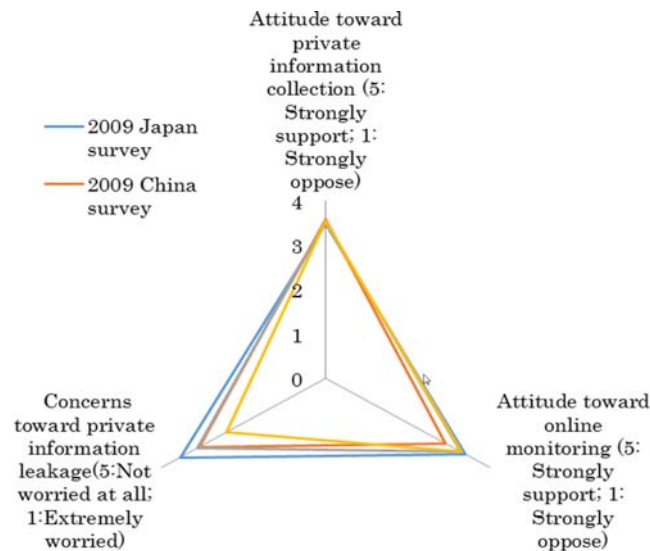 Attitude toward
private
information
collection (5:
Strongly
support; 1:
Strongly
oppose)
2009 Japan
survey
2009 China
survey
4
3
2
1
0
Concerns
toward private
information
leakage(5:Not
worried at all;
1:Extremely
worried)
Attitude toward
online
monitoring (5:
Strongly
support; 1:
Strongly
oppose)